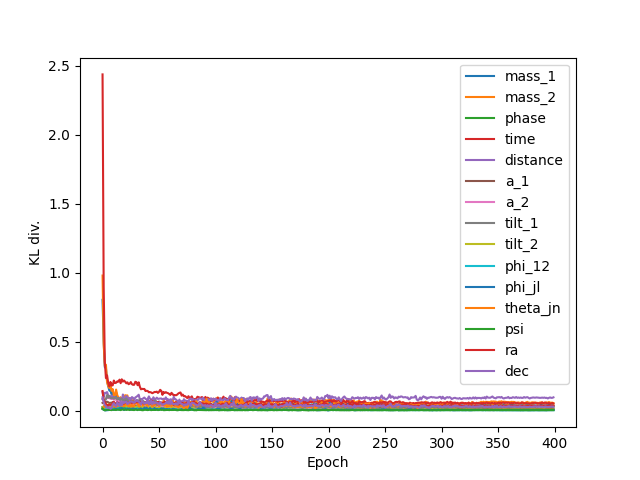 2.5
2.0
1.5
1.0
0.5
0.0
KL div.
0
50
100
150
200
250
300
350
400
Epoch
mass_1
mass_2
phase
time
distance
a_1
a_2
tilt_1
tilt_2
phi_12
phi_jl
theta_jn
psi
ra
dec